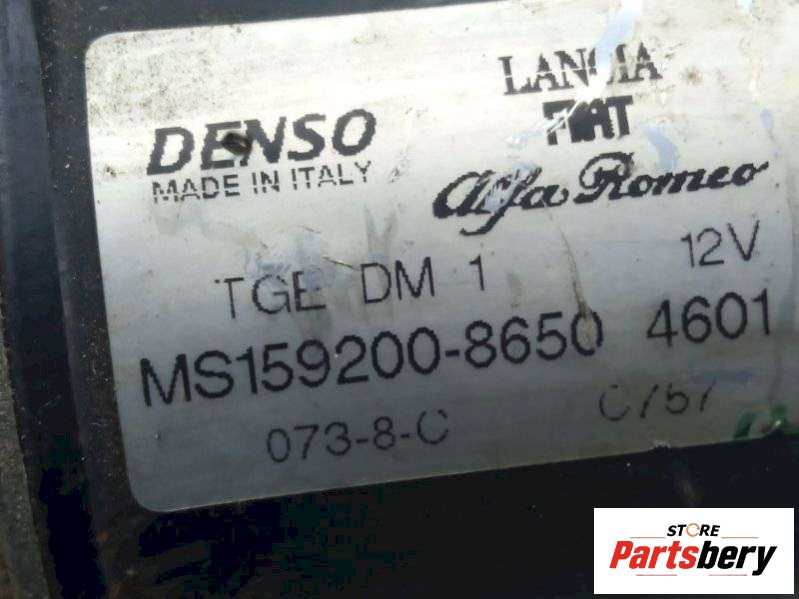 LANCIA
FIAT
DENSO
MADE IN ITALY
Alfa Romeo
TGE DM 1 12V
MS159200-8650 4601
073-8-C C757
STORE
Partsbery